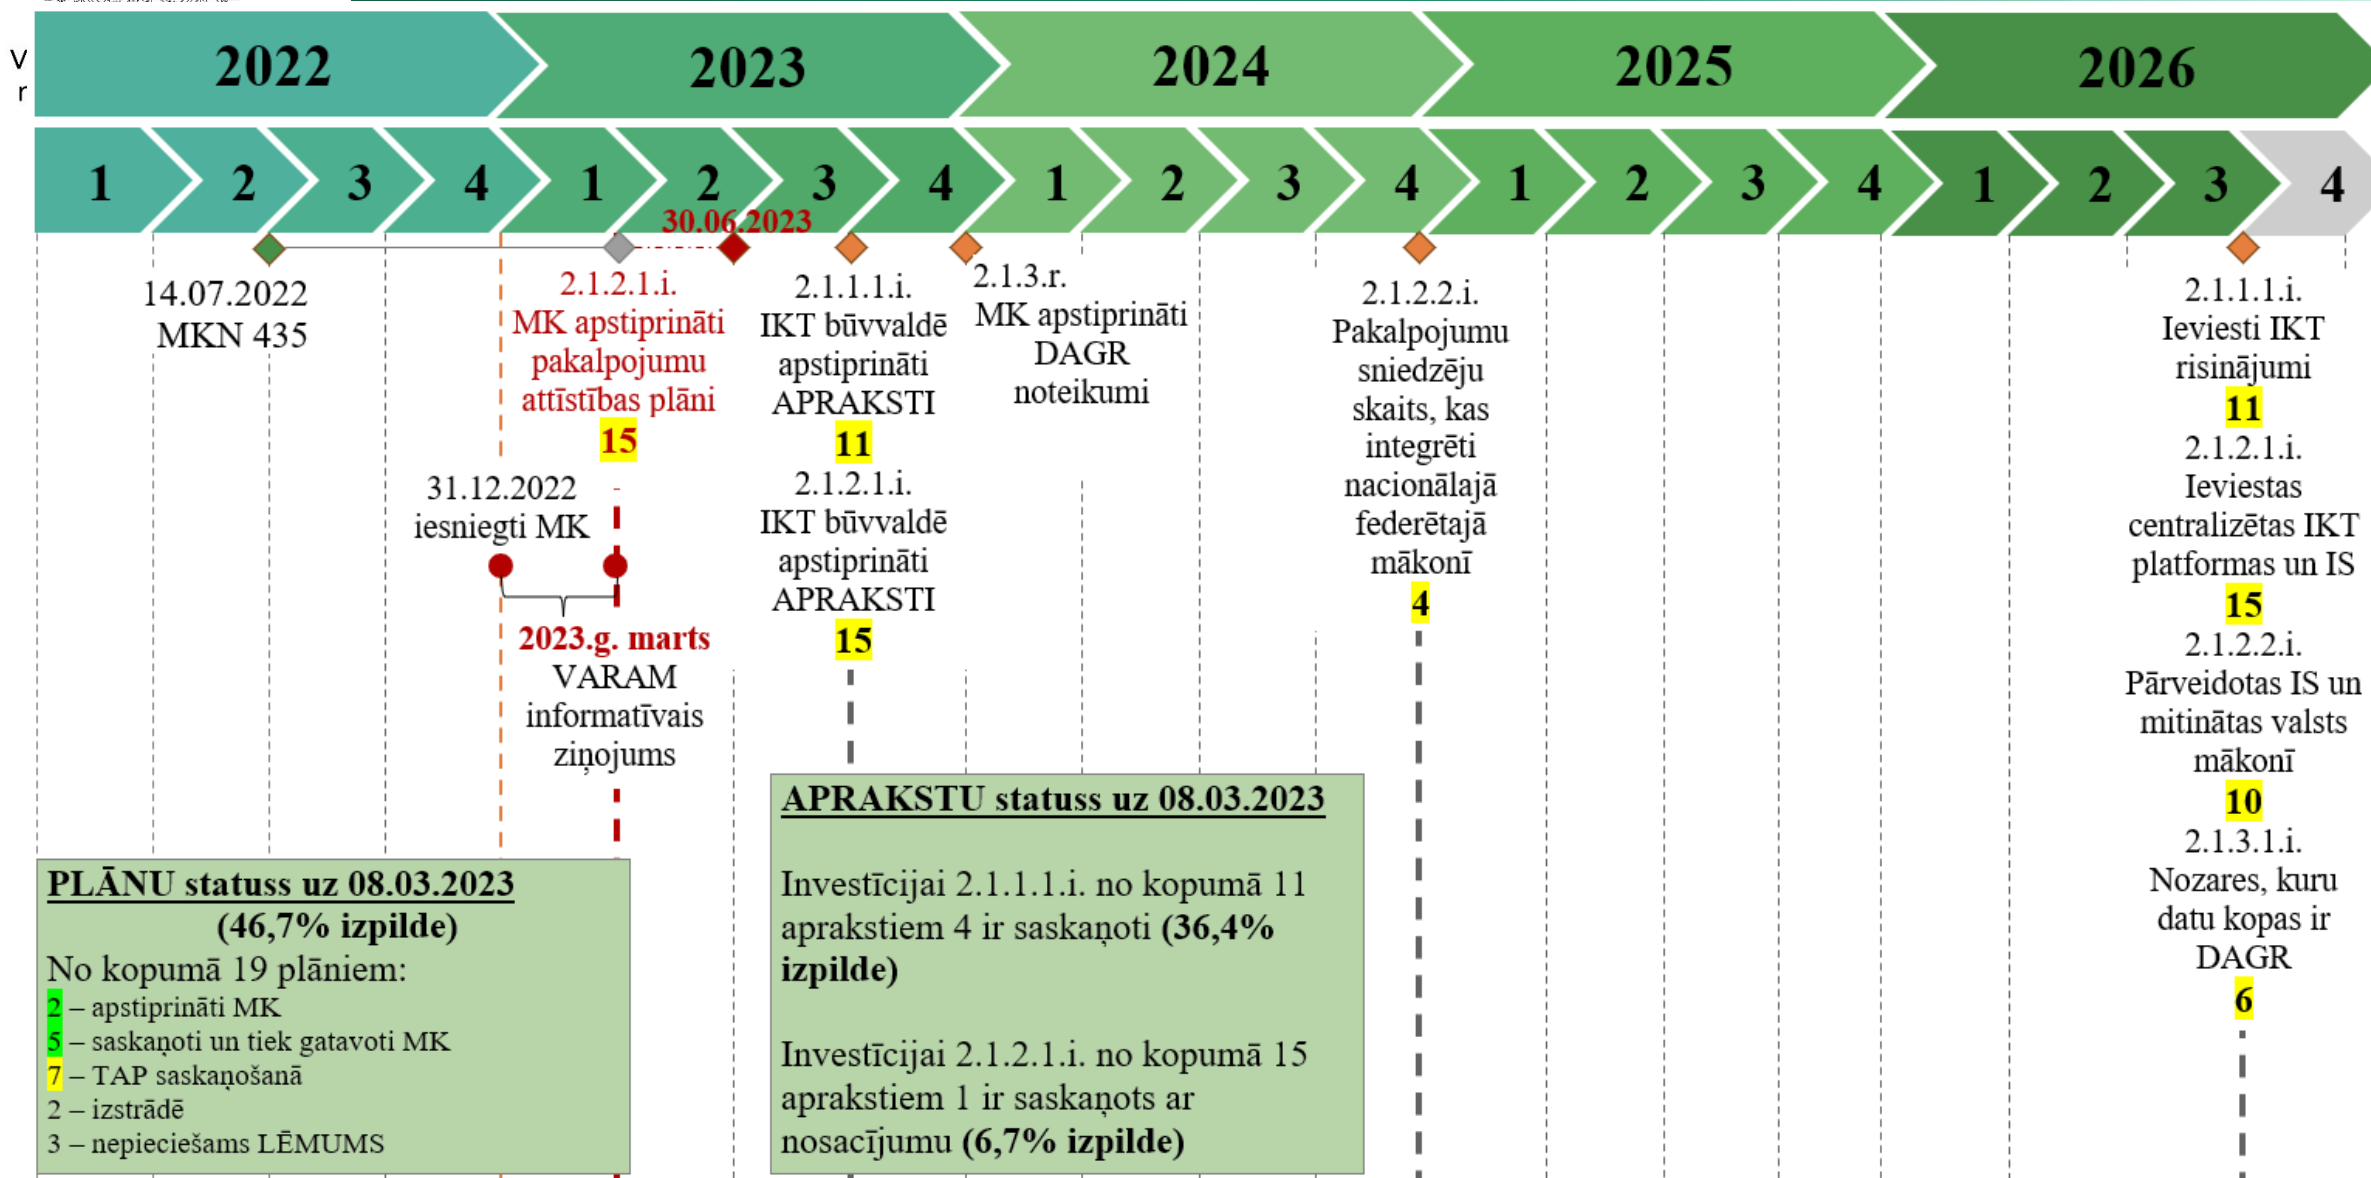 V
r
2022
2023
2024
2025
2026
1
2
3
4
1
2
3
4
1
2
3
4
1
2
3
4
1
2
3
4
30.06.2023
14.07.2022
MKN 435
31.12.2022
iesniegti MK
2.1.2.1.i.
MK apstiprināti
pakalpojumu
attīstības plāni
15
2023.g. marts
VARAM
informatīvais
ziņojums
2.1.1.1.i.
IKT būvvaldē
apstiprināti
APRAKSTI
11
2.1.2.1.i.
IKT būvvaldē
apstiprināti
APRAKSTI
15
2.1.3.r.
MK apstiprināti
DAGR
noteikumi
2.1.2.2.i.
Pakalpojumu
sniedzēju
skaits, kas
integrēti
nacionālajā
federētajā
mākonī
4
2.1.1.1.i.
Ieviesti IKT
risinājumi
11
2.1.2.1.i.
Ieviestas
centralizētas IKT
platformas un IS
15
2.1.2.2.i.
Pārveidotas IS un
mitinātas valsts
mākonī
10
2.1.3.1.i.
Nozares, kuru
datu kopas ir
DAGR
6
PLĀNU statuss uz 08.03.2023
(46,7% izpilde)
No kopumā 19 plāniem:
2 – apstiprināti MK
5 – saskaņoti un tiek gatavoti MK
7 – TAP saskaņošanā
2 – izstrādē
3 – nepieciešams LĒMUMS
APRAKSTU statuss uz 08.03.2023
Investīcijai 2.1.1.1.i. no kopumā 11
aprakstiem 4 ir saskaņoti (36,4%
izpilde)
Investīcijai 2.1.2.1.i. no kopumā 15
aprakstiem 1 ir saskaņots ar
nosacījumu (6,7% izpilde)